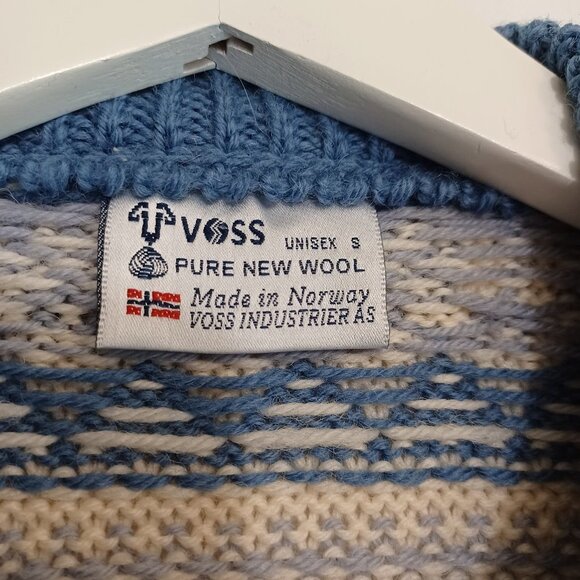 VOSS UNISEX S
PURE NEW WOOL
Made in Norway
VOSS INDUSTRIER AS